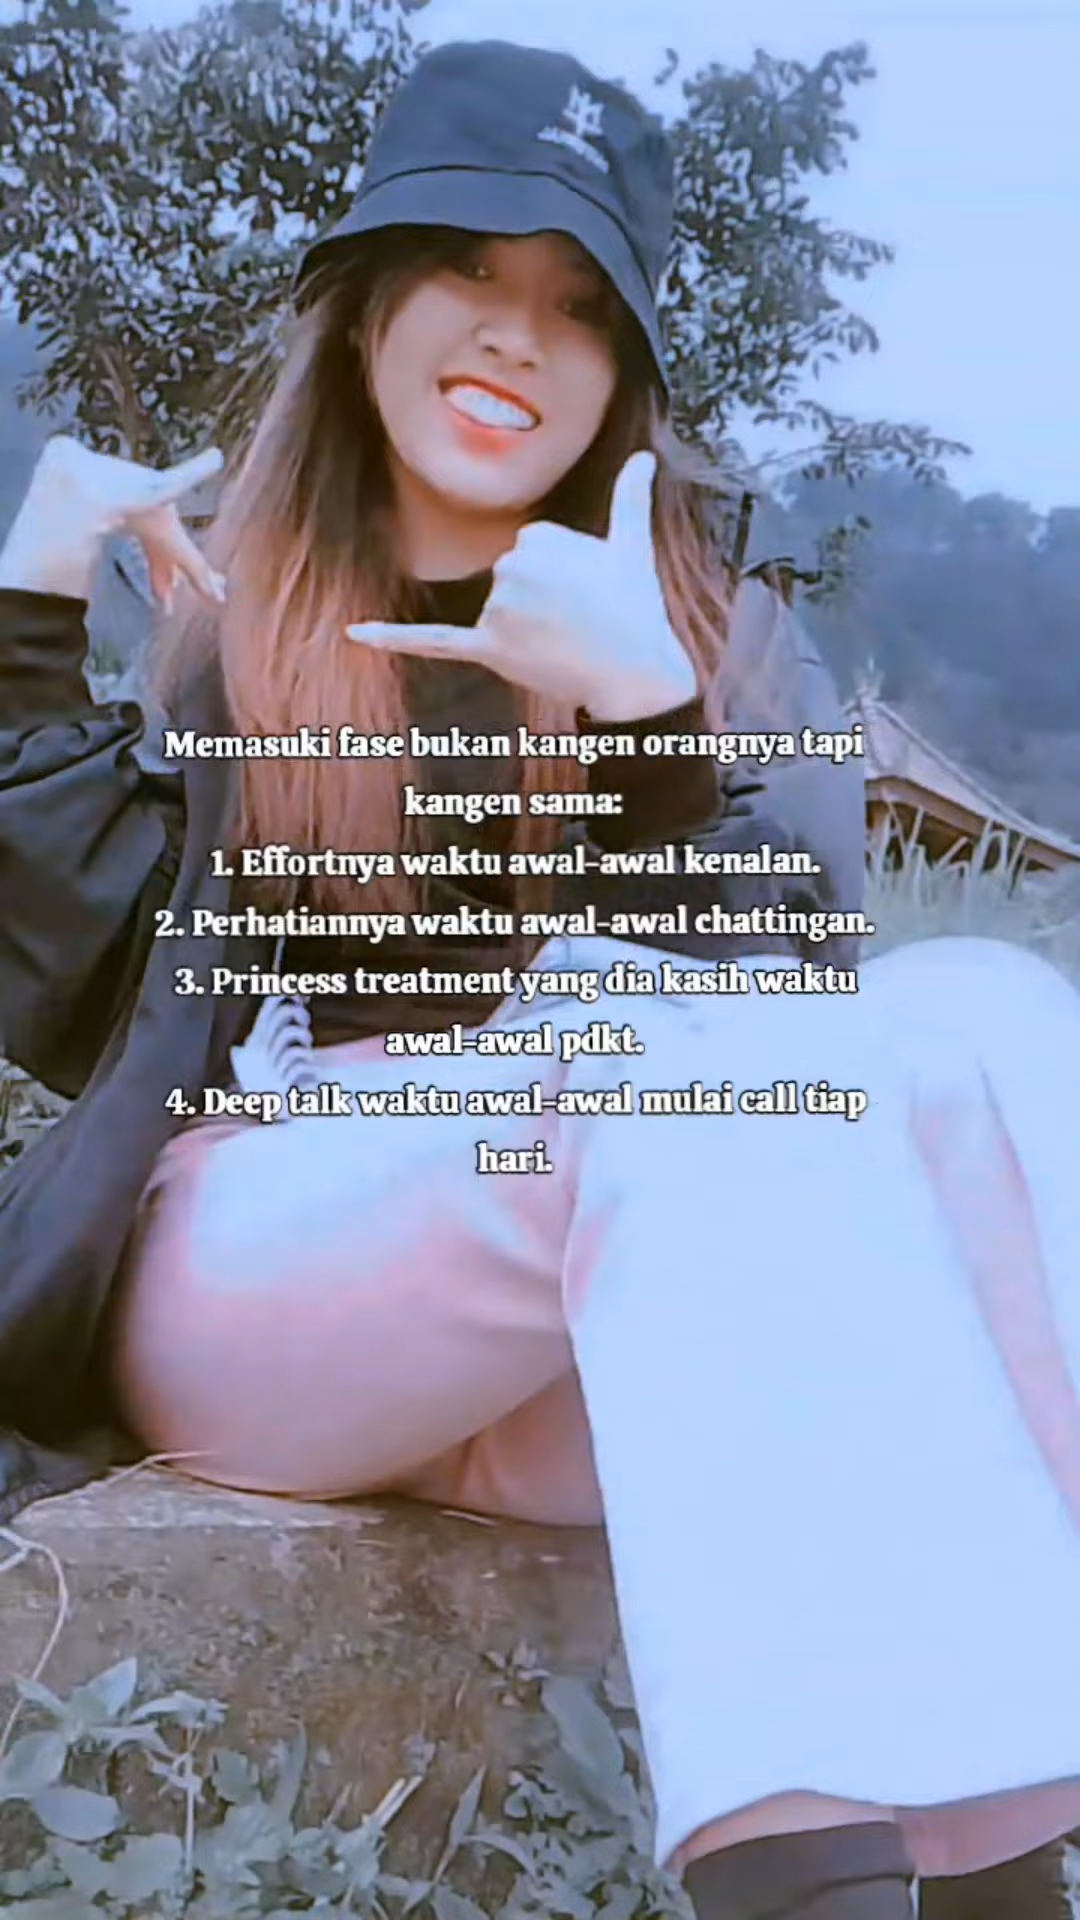 Memasuki fase bukan kangen orangnya tapi
kangen sama:
1. Effortnya waktu awal-awal kenalan.
2. Perhatiannya waktu awal-awal chattingan.
3. Princess treatment yang dia kasih waktu
awal-awal pdkt.
4. Deep talk waktu awal-awal mulai call tiap
hari.